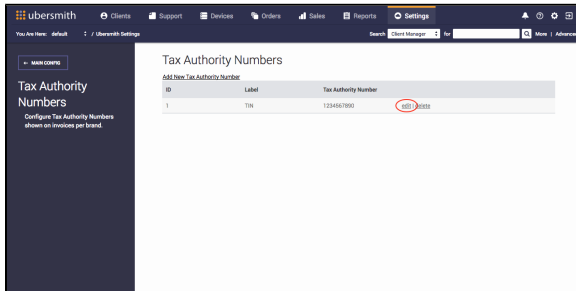 ubersmith Clients Support Devices Orders Sales Reports Settings
You Are Here: default / Ubersmith Settings Search Client Manager for More | Advanced
← MAIN CONFIG
Tax Authority Numbers
Configure Tax Authority Numbers
shown on invoices per brand.
Tax Authority Numbers
Add New Tax Authority Number
ID Label Tax Authority Number
1 TIN 1234567890 edit | delete